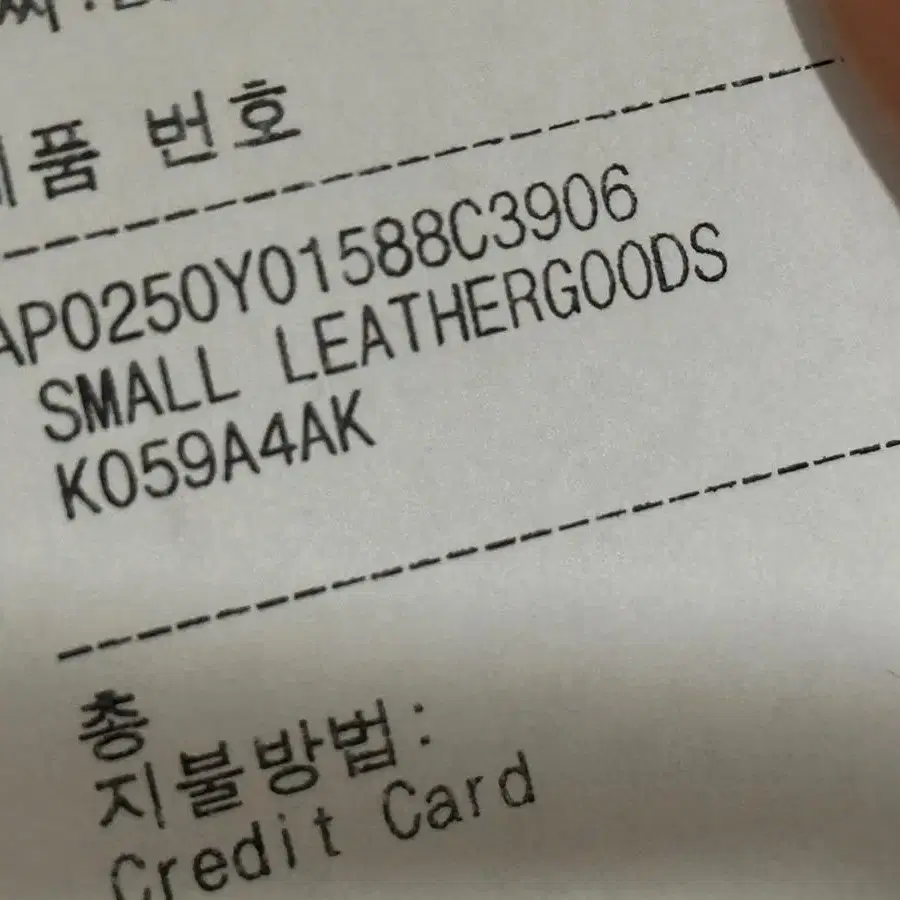 제품 번호
AP0250Y01588C3906
SMALL LEATHERGOODS
K059A4AK
총
지불방법:
Credit Card